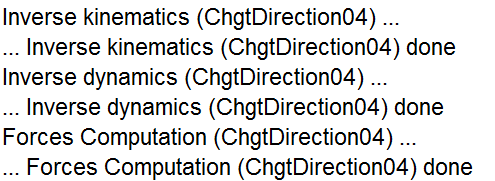 Inverse kinematics (ChgtDirection04) ...
... Inverse kinematics (ChgtDirection04) done
Inverse dynamics (ChgtDirection04) ...
... Inverse dynamics (ChgtDirection04) done
Forces Computation (ChgtDirection04) ...
... Forces Computation (ChgtDirection04) done